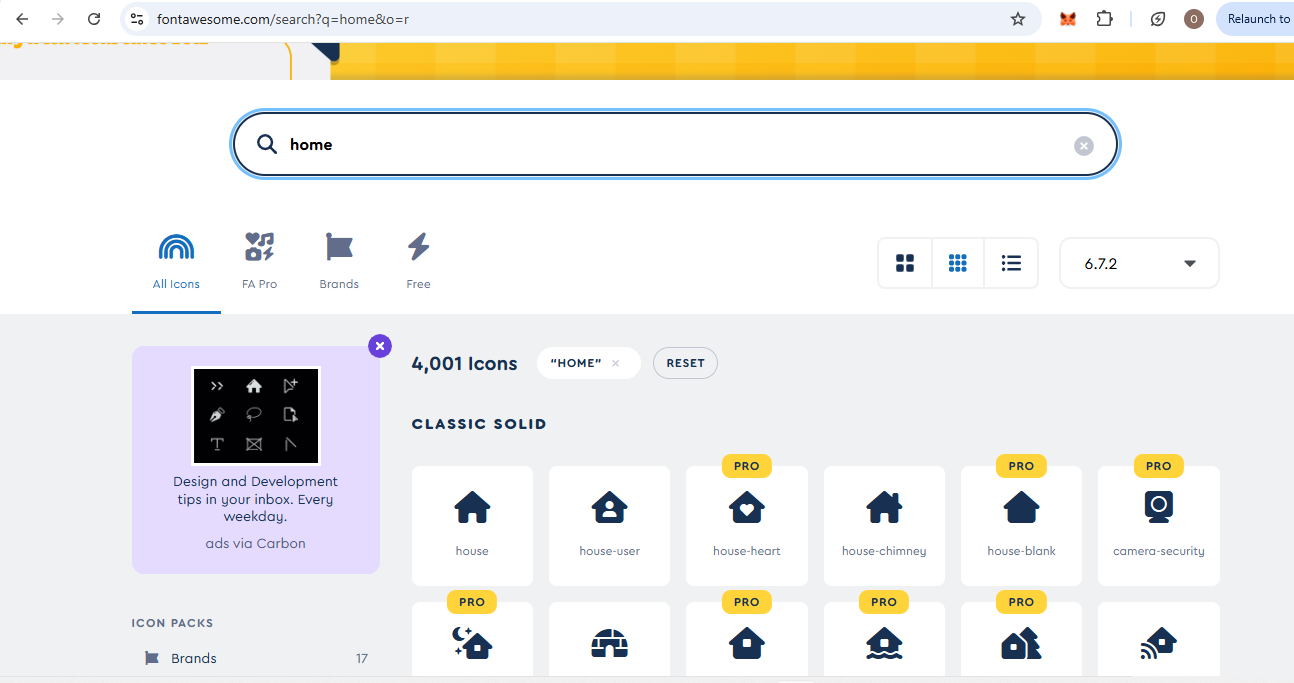 fontawesome.com/search?q=home&o=r
O
Relaunch to
home
All Icons
FA Pro
Brands
Free
6.7.2
Design and Development
tips in your inbox. Every
weekday.
ads via Carbon
4,001 Icons
"HOME"
RESET
CLASSIC SOLID
PRO
PRO
PRO
house
house-user
house-heart
house-chimney
house-blank
camera-security
PRO
PRO
PRO
PRO
ICON PACKS
Brands
17